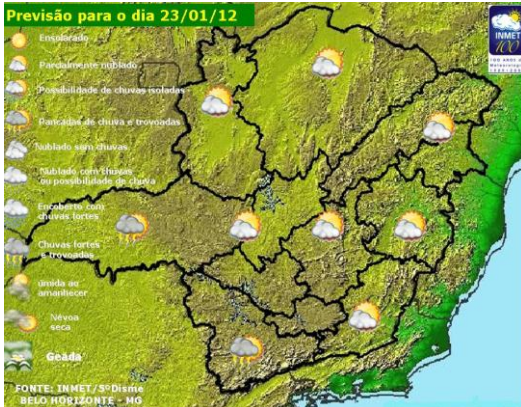 Previsão para o dia 23/01/12
INMET
100
Ensolarado
Parcialmente nublado
Possibilidade de chuvas isoladas
Pancadas de chuva e trovoadas
Nublado sem chuvas
Nublado com chuvas
ou possibilidade de chuva
Encoberto com
chuvas fortes
Chuvas fortes
e trovoadas
úmida ao
amanhecer
Névoa
seca
Geada
FONTE: INMET/5ºDisme
BELO HORIZONTE - MG